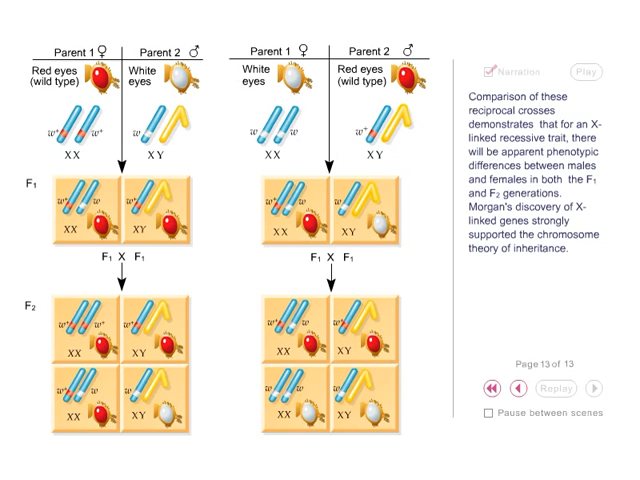 Parent 1 ♀ Parent 2 ♂
Red eyes (wild type) White eyes
w+ w+ w
XX XY
Parent 1 ♀ Parent 2 ♂
White eyes Red eyes (wild type)
w w w+
XX XY
F1
XX XY
XX XY
F1 X F1
F1 X F1
F2
XX XY
XX XY
XX XY
XX XY
Narration Play
Comparison of these
reciprocal crosses
demonstrates that for an X-
linked recessive trait, there
will be apparent phenotypic
differences between males
and females in both the F1
and F2 generations.
Morgan's discovery of X-
linked genes strongly
supported the chromosome
theory of inheritance.
Page 13 of 13
Replay
Pause between scenes